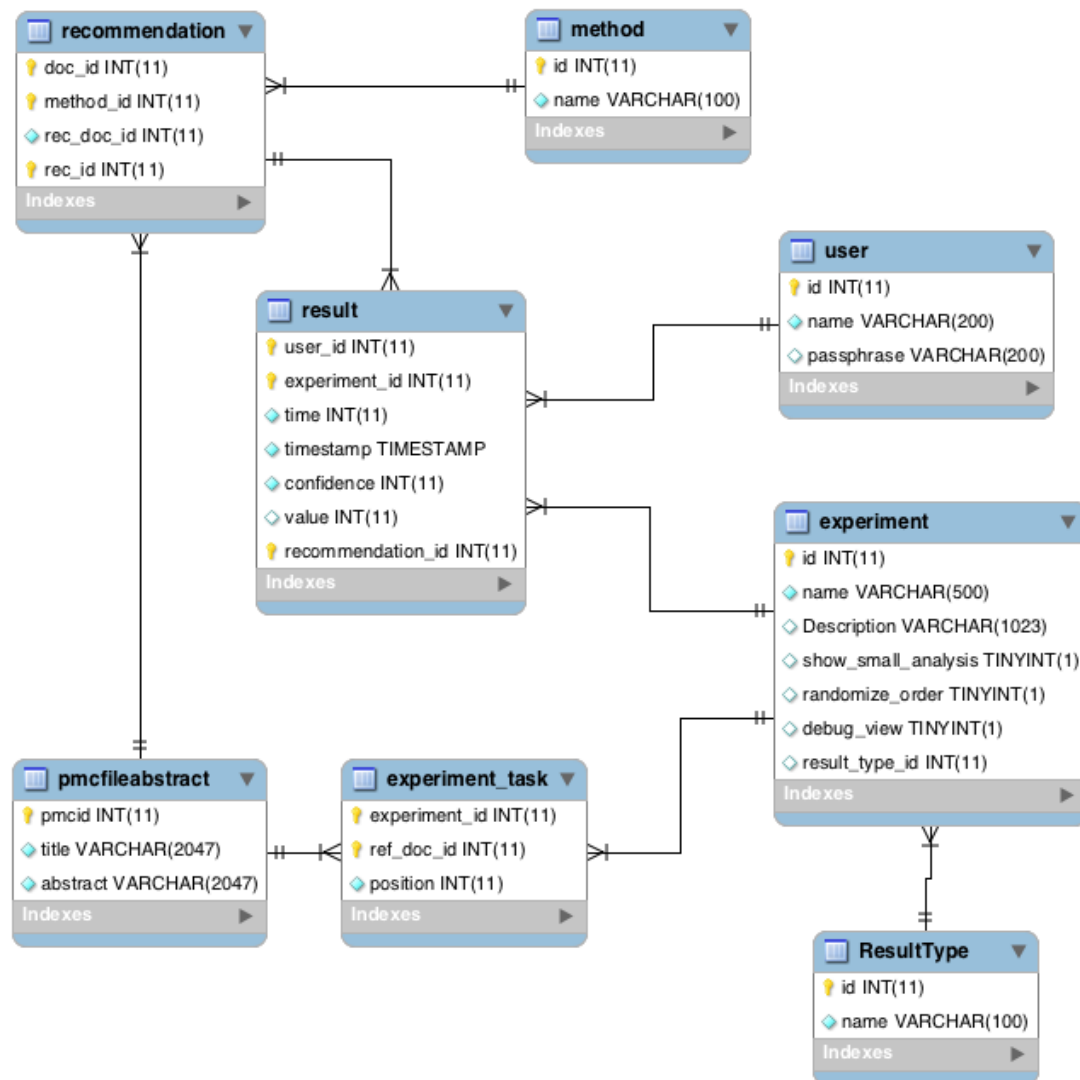 recommendation
doc_id INT(11)
method_id INT(11)
rec_doc_id INT(11)
rec_id INT(11)
Indexes
method
id INT(11)
name VARCHAR(100)
Indexes
user
id INT(11)
name VARCHAR(200)
passphrase VARCHAR(200)
Indexes
result
user_id INT(11)
experiment_id INT(11)
time INT(11)
timestamp TIMESTAMP
confidence INT(11)
value INT(11)
recommendation_id INT(11)
Indexes
experiment
id INT(11)
name VARCHAR(500)
Description VARCHAR(1023)
show_small_analysis TINYINT(1)
randomize_order TINYINT(1)
debug_view TINYINT(1)
result_type_id INT(11)
Indexes
pmcfileabstract
pmcid INT(11)
title VARCHAR(2047)
abstract VARCHAR(2047)
Indexes
experiment_task
experiment_id INT(11)
ref_doc_id INT(11)
position INT(11)
Indexes
ResultType
id INT(11)
name VARCHAR(100)
Indexes